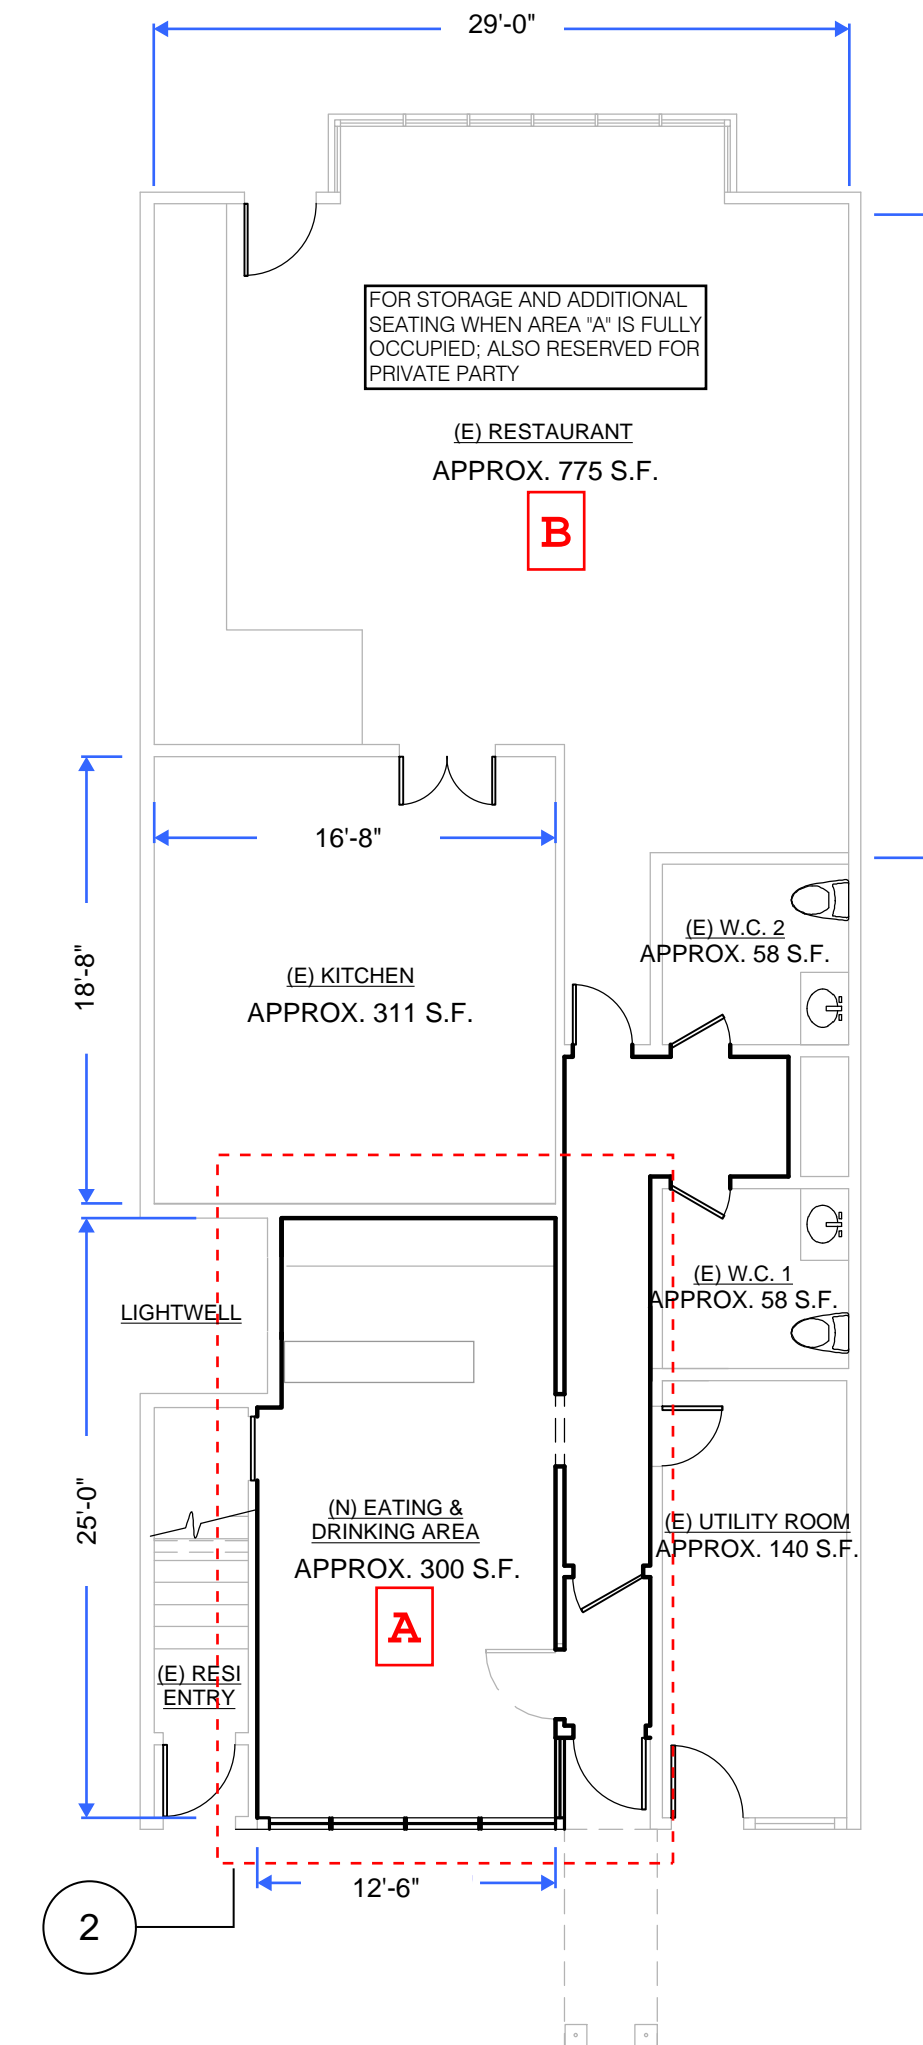 29'-0"
FOR STORAGE AND ADDITIONAL
SEATING WHEN AREA "A" IS FULLY
OCCUPIED; ALSO RESERVED FOR
PRIVATE PARTY
(E) RESTAURANT
APPROX. 775 S.F.
B
16'-8"
18'-8"
(E) KITCHEN
APPROX. 311 S.F.
(E) W.C. 2
APPROX. 58 S.F.
(E) W.C. 1
APPROX. 58 S.F.
LIGHTWELL
25'-0"
(N) EATING &
DRINKING AREA
APPROX. 300 S.F.
A
(E) UTILITY ROOM
APPROX. 140 S.F.
(E) RESI
ENTRY
12'-6"
2